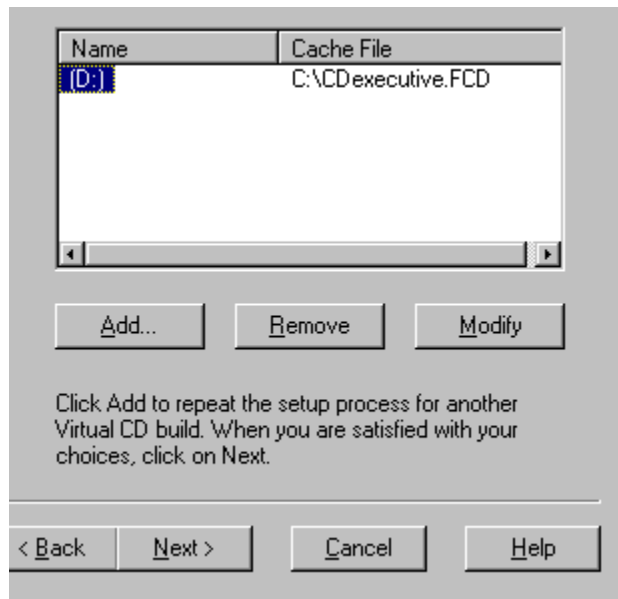 Name Cache File
(D:) C:\CDexecutive.FCD
Add... Remove Modify
Click Add to repeat the setup process for another
Virtual CD build. When you are satisfied with your
choices, click on Next.
< Back Next > Cancel Help